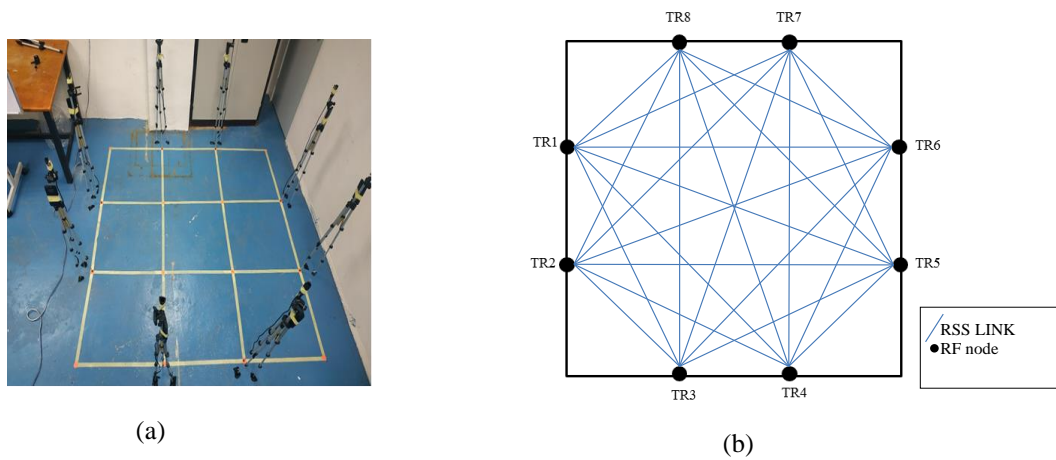 TR8 TR7
TR1 TR6
TR2 TR5
TR3 TR4
RSS LINK
RF node
(a)
(b)